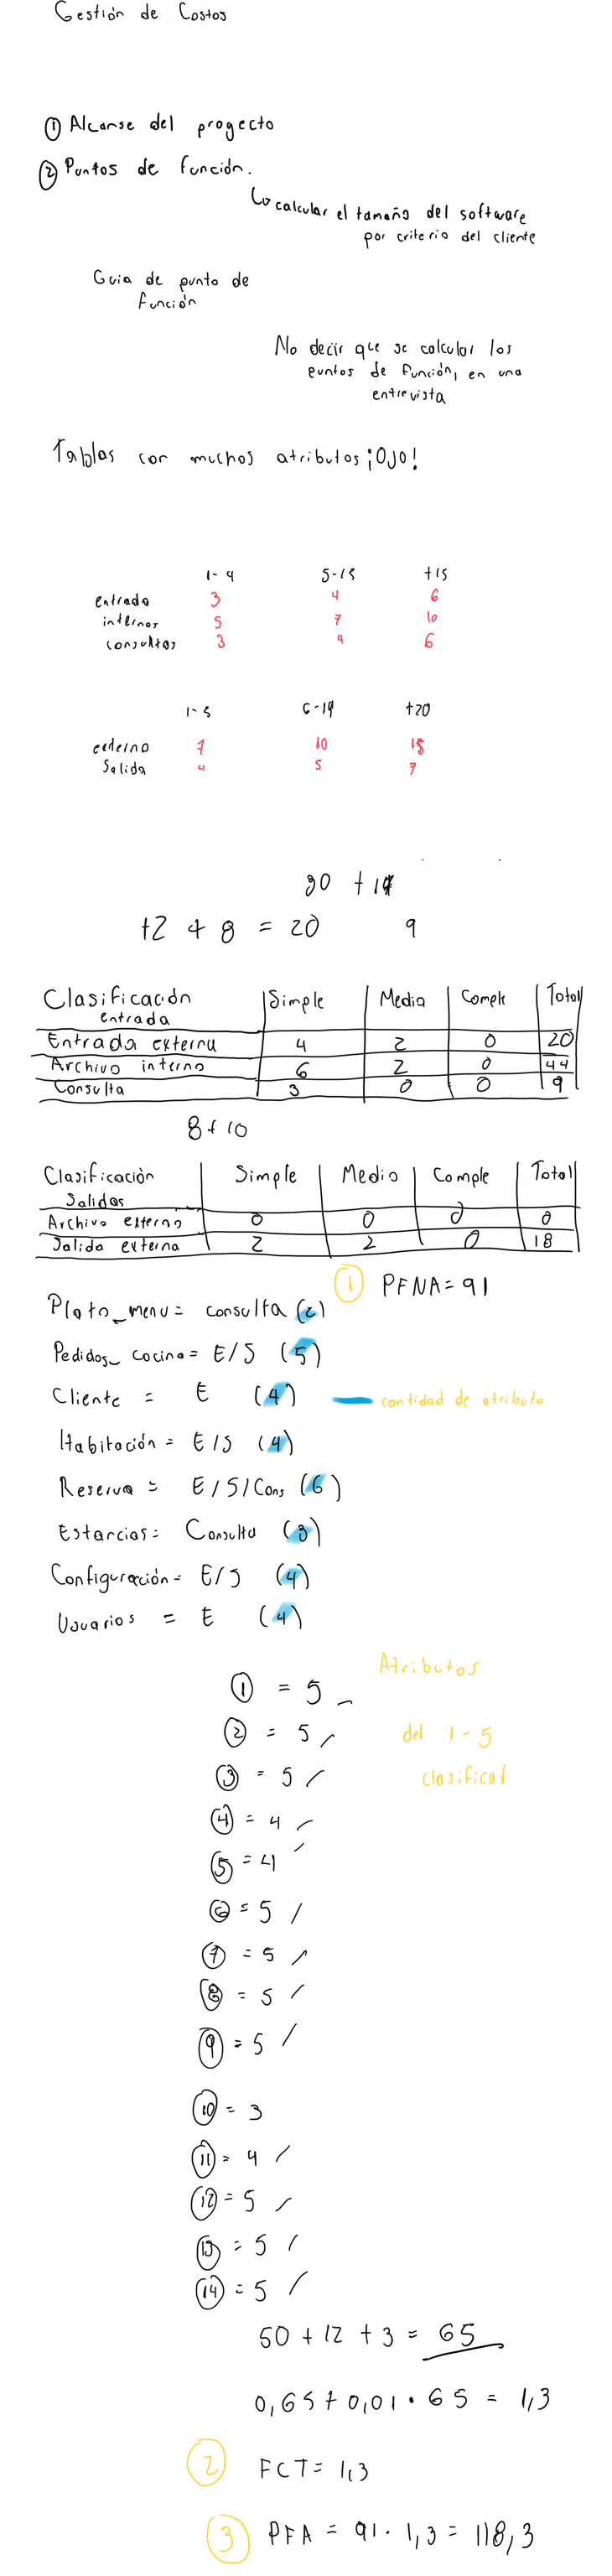 Gestión de Costos
① Alcanse del progecto
② Puntos de función.
↳ calcular el tamaño del software
por criterio del cliente
Guia de punto de
función
No decir que se calcular los
puntos de función, en una
entrevista
Tablas con muchos atributos ¡Ojo!
1-4 5-15 +15
entrada 3 4 6
internos 5 7 10
consultas 3 4 6
1-5 6-19 +20
externo 7 10 15
Salida 4 5 7
30 + 14
12 + 8 = 20 9
Clasificación Simple Media Comple Total
entrada
Entrada externa 4 2 0 20
Archivo interno 6 2 0 44
Consulta 3 0 0 9
8 + 10
Clasificación Simple Medio Comple Total
Salidas
Archivo externo 0 0 0 0
Salida externa 2 2 0 18
① PFNA = 91
Plato_menu = consulta
Pedidos_cocina = E/S (5)
Cliente = E (4) cantidad de atributo
Habitación = E/S (4)
Reserva = E/S/Cons (6)
Estancias = Consulta (3)
Configuración = E/S (4)
Usuarios = E (4)
Atributos
① = 5
② = 5 del 1-5
③ = 5 clasificar
④ = 4
⑤ = 4
⑥ = 5
⑦ = 5
⑧ = 5
⑨ = 5
⑩ = 3
⑪ = 4
⑫ = 5
⑬ = 5
⑭ = 5
50 + 12 + 3 = 65
0,65 + 0,01 · 65 = 1,3
② FCT = 1,3
③ PFA = 91 · 1,3 = 118,3